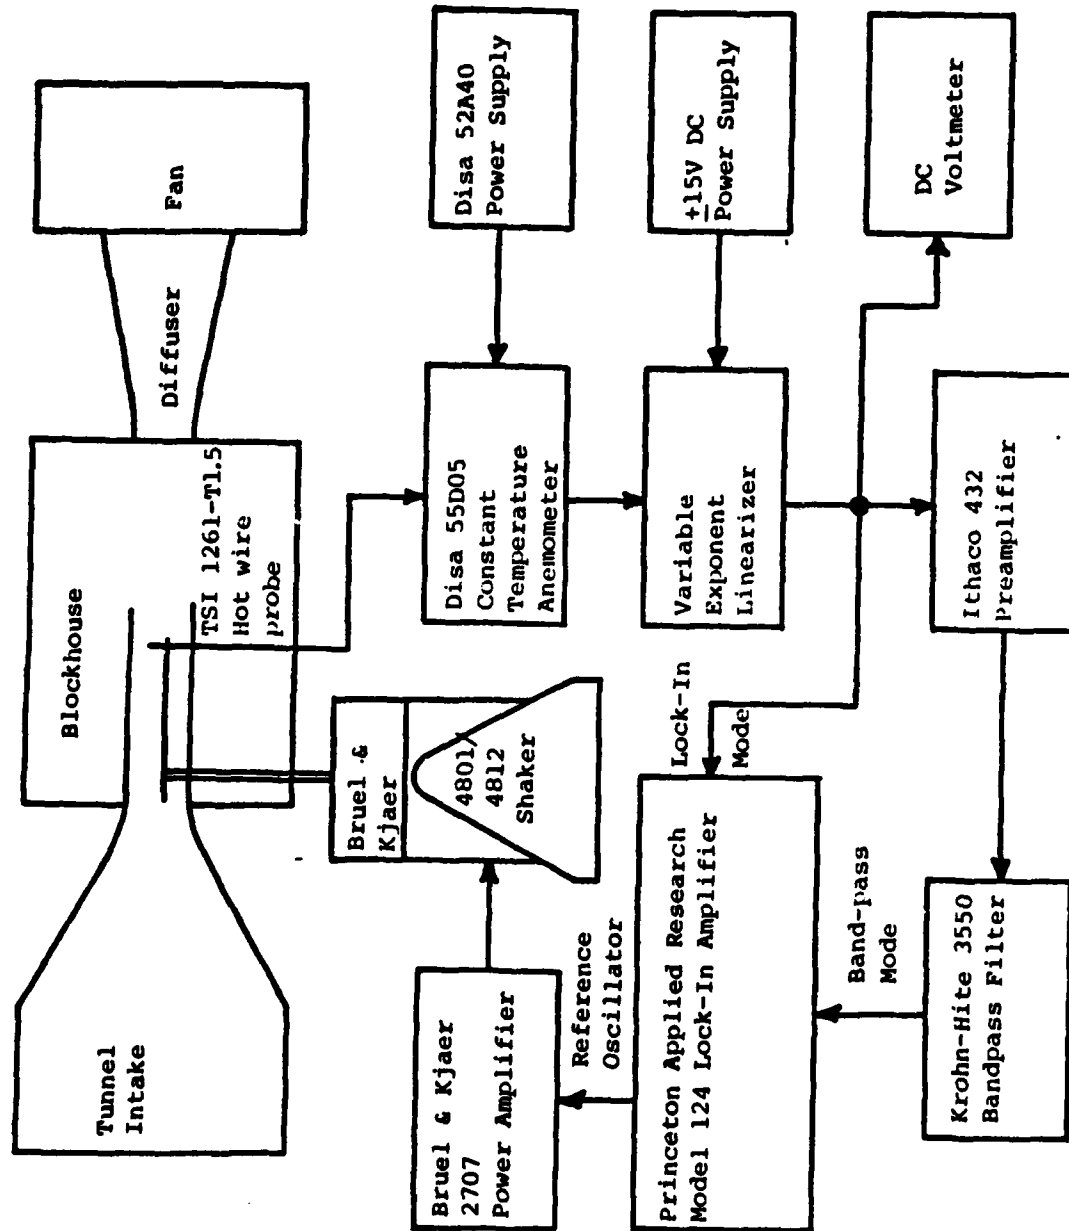 Tunnel
Intake
Blockhouse
Diffuser
Fan
TSI 1261-T1.5
Hot wire
probe
Bruel &
Kjaer
4801/
4812
Shaker
Bruel & Kjaer
2707
Power Amplifier
Disa 55D05
Constant
Temperature
Anemometer
Disa 52A40
Power Supply
Reference
Oscillator
Lock-In
Mode
Variable
Exponent
Linearizer
±15V DC
Power Supply
Princeton Applied Research
Model 124 Lock-In Amplifier
Band-pass
Mode
Krohn-Hite 3550
Bandpass Filter
Ithaco 432
Preamplifier
DC
Voltmeter